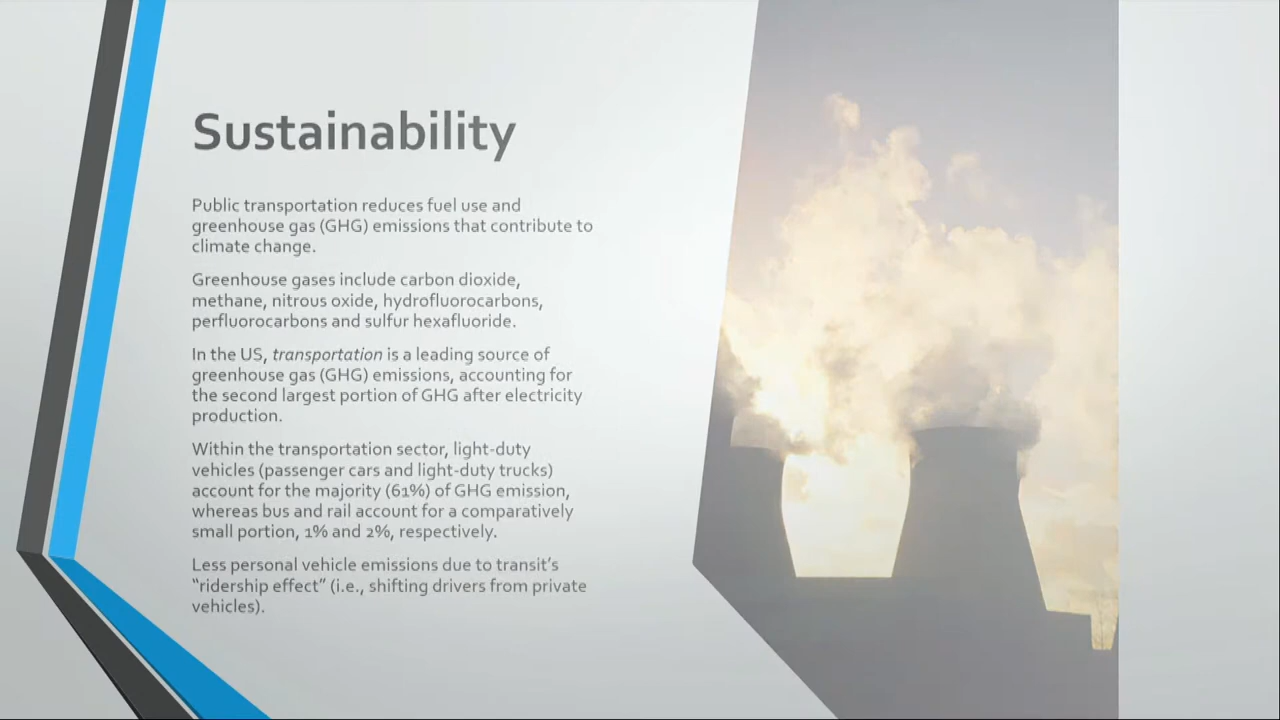 Sustainability
Public transportation reduces fuel use and
greenhouse gas (GHG) emissions that contribute to
climate change.
Greenhouse gases include carbon dioxide,
methane, nitrous oxide, hydrofluorocarbons,
perfluorocarbons and sulfur hexafluoride.
In the US, transportation is a leading source of
greenhouse gas (GHG) emissions, accounting for
the second largest portion of GHG after electricity
production.
Within the transportation sector, light-duty
vehicles (passenger cars and light-duty trucks)
account for the majority (61%) of GHG emission,
whereas bus and rail account for a comparatively
small portion, 1% and 2%, respectively.
Less personal vehicle emissions due to transit’s
“ridership effect” (i.e., shifting drivers from private
vehicles).